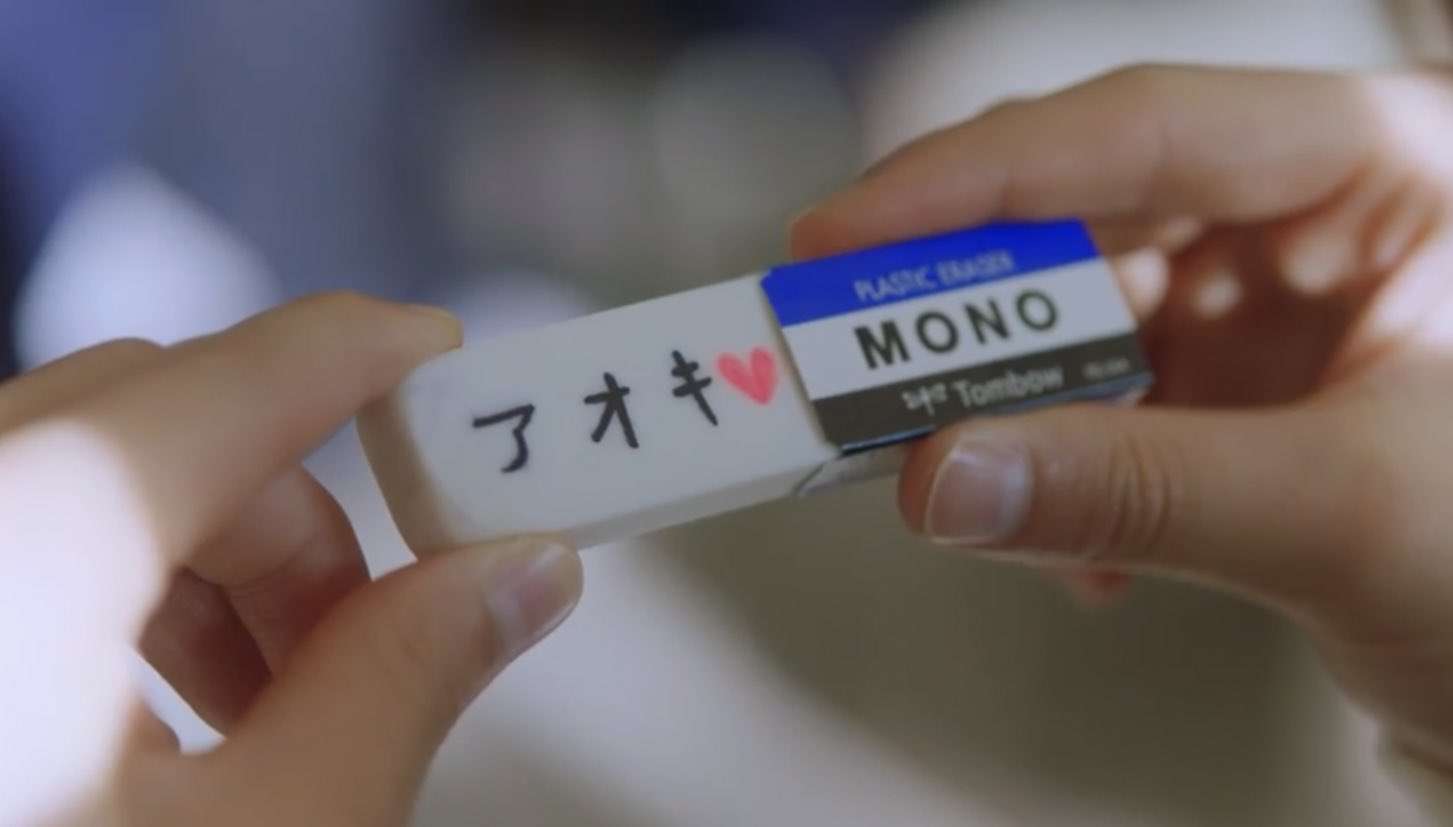 アオキ
PLASTIC ERASER
MONO
Tombow